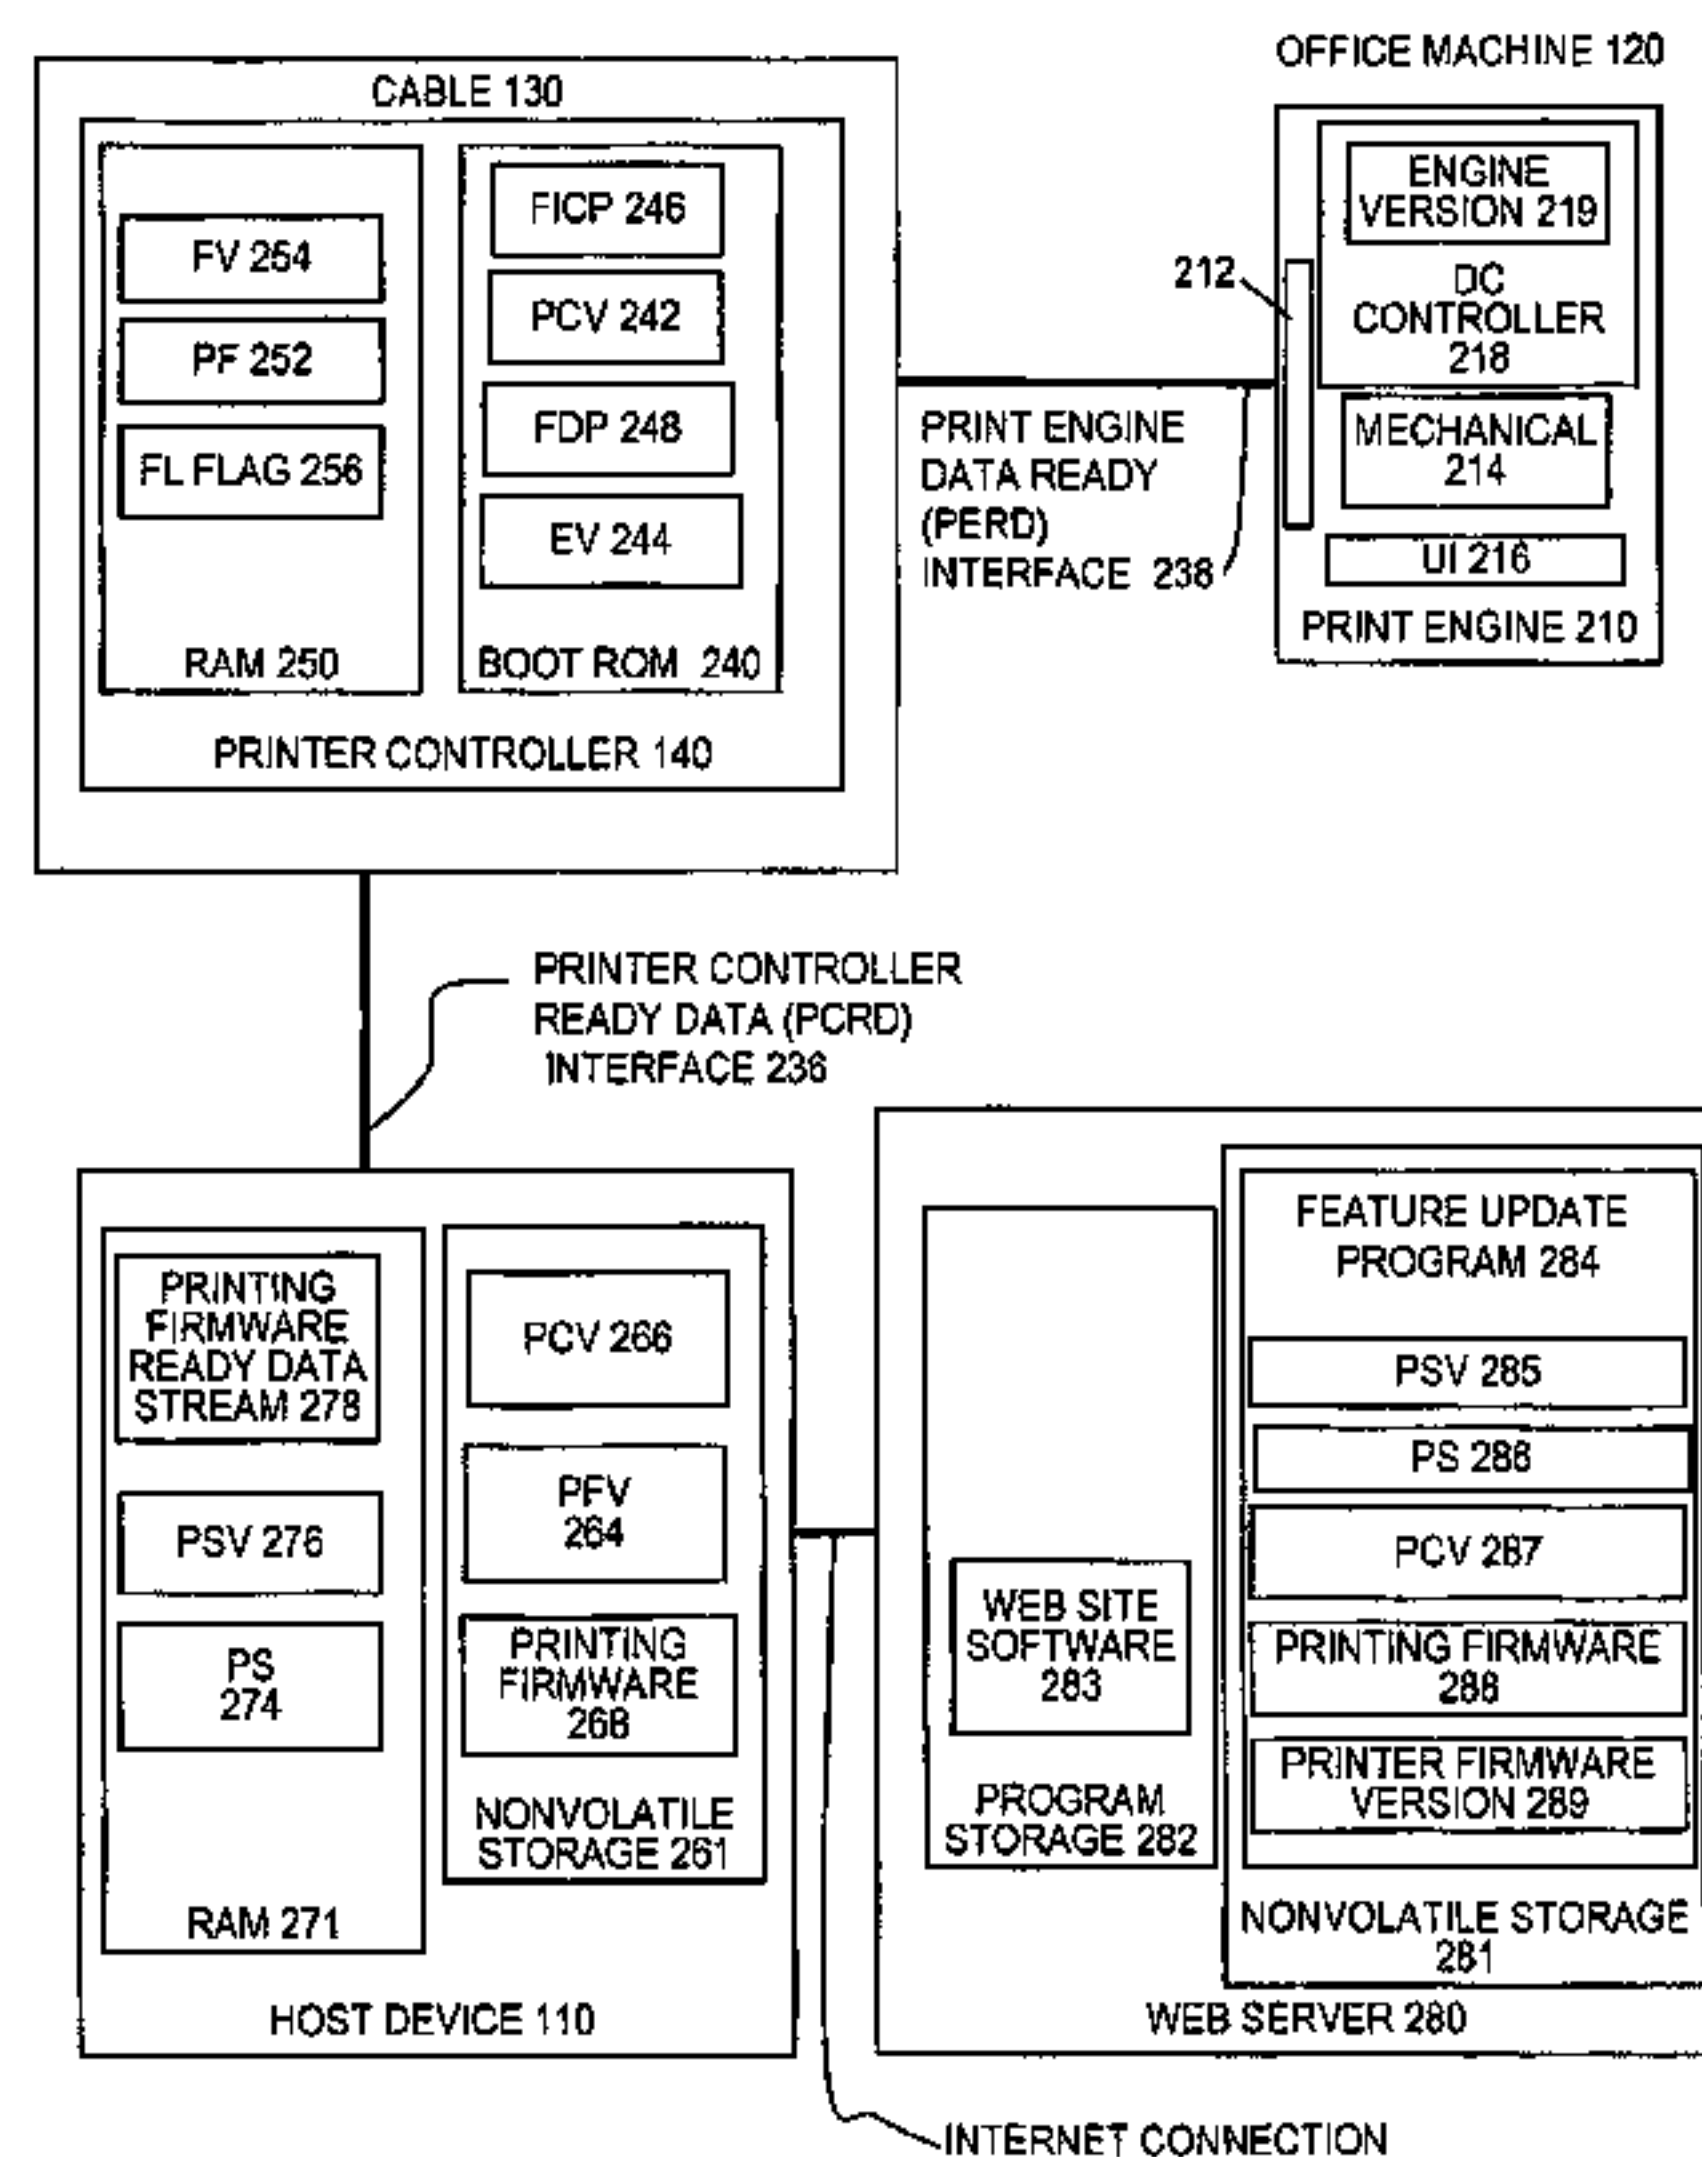 OFFICE MACHINE 120
CABLE 130
FV 254
PF 252
FL FLAG 256
RAM 250
FICP 246
PCV 242
FDP 248
EV 244
BOOT ROM 240
PRINTER CONTROLLER 140
PRINT ENGINE
DATA READY
(PERD)
INTERFACE 238
212
ENGINE
VERSION 219
DC
CONTROLLER
218
MECHANICAL
214
UI 216
PRINT ENGINE 210
PRINTER CONTROLLER
READY DATA (PCRD)
INTERFACE 236
PRINTING
FIRMWARE
READY DATA
STREAM 278
PSV 276
PS
274
RAM 271
PCV 266
PFV
264
PRINTING
FIRMWARE
268
NONVOLATILE
STORAGE 261
HOST DEVICE 110
WEB SITE
SOFTWARE
283
PROGRAM
STORAGE 282
FEATURE UPDATE
PROGRAM 284
PSV 285
PS 286
PCV 287
PRINTING FIRMWARE
288
PRINTER FIRMWARE
VERSION 289
NONVOLATILE STORAGE
281
WEB SERVER 280
INTERNET CONNECTION